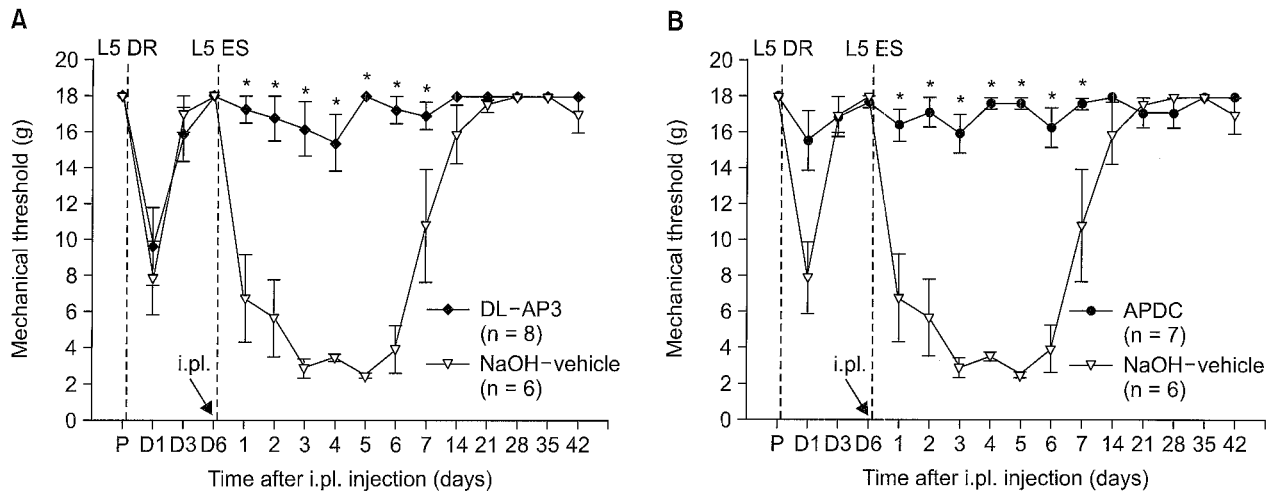 A
L5 DR
L5 ES
20
18
16
14
12
10
8
6
4
2
0
Mechanical threshold (g)
* * * * * * *
DL−AP3
(n = 8)
NaOH−vehicle
(n = 6)
i.pl.
P D1 D3 D6 1 2 3 4 5 6 7 14 21 28 35 42
Time after i.pl. injection (days)
B
L5 DR
L5 ES
20
18
16
14
12
10
8
6
4
2
0
Mechanical threshold (g)
* * * * * * *
APDC
(n = 7)
NaOH−vehicle
(n = 6)
i.pl.
P D1 D3 D6 1 2 3 4 5 6 7 14 21 28 35 42
Time after i.pl. injection (days)